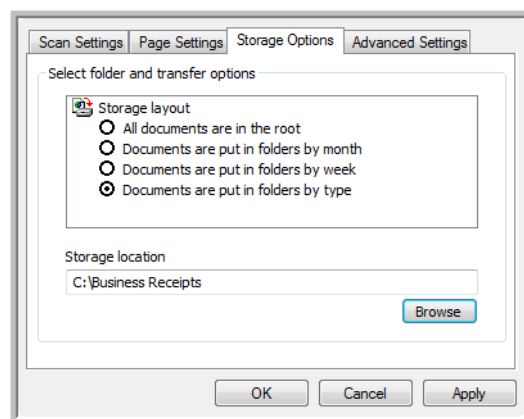 Scan Settings Page Settings Storage Options Advanced Settings
Select folder and transfer options
Storage layout
All documents are in the root
Documents are put in folders by month
Documents are put in folders by week
Documents are put in folders by type
Storage location
C:\Business Receipts
Browse
OK Cancel Apply